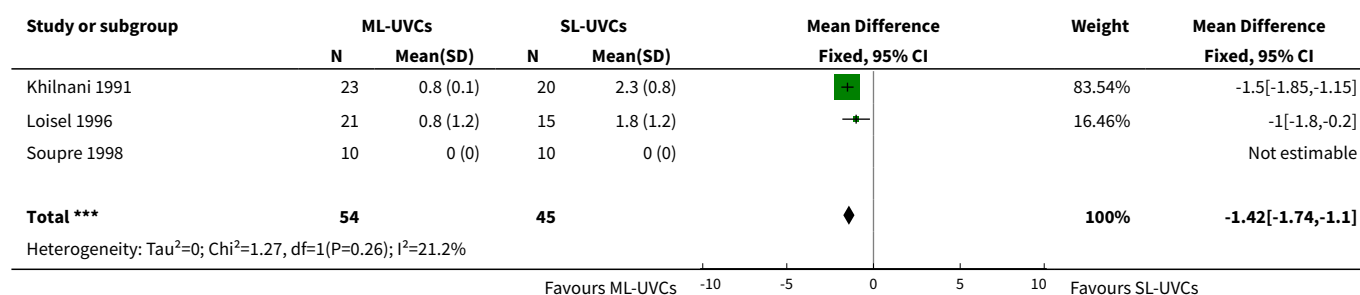 Study or subgroup ML-UVCs SL-UVCs Mean Difference Weight Mean Difference
N Mean(SD) N Mean(SD) Fixed, 95% CI Fixed, 95% CI
Khilnani 1991 23 0.8 (0.1) 20 2.3 (0.8) 83.54% -1.5[-1.85,-1.15]
Loisel 1996 21 0.8 (1.2) 15 1.8 (1.2) 16.46% -1[-1.8,-0.2]
Soupre 1998 10 0 (0) 10 0 (0) Not estimable
Total *** 54 45 100% -1.42[-1.74,-1.1]
Heterogeneity: Tau²=0; Chi²=1.27, df=1(P=0.26); I²=21.2%
Favours ML-UVCs -10 -5 0 5 10 Favours SL-UVCs